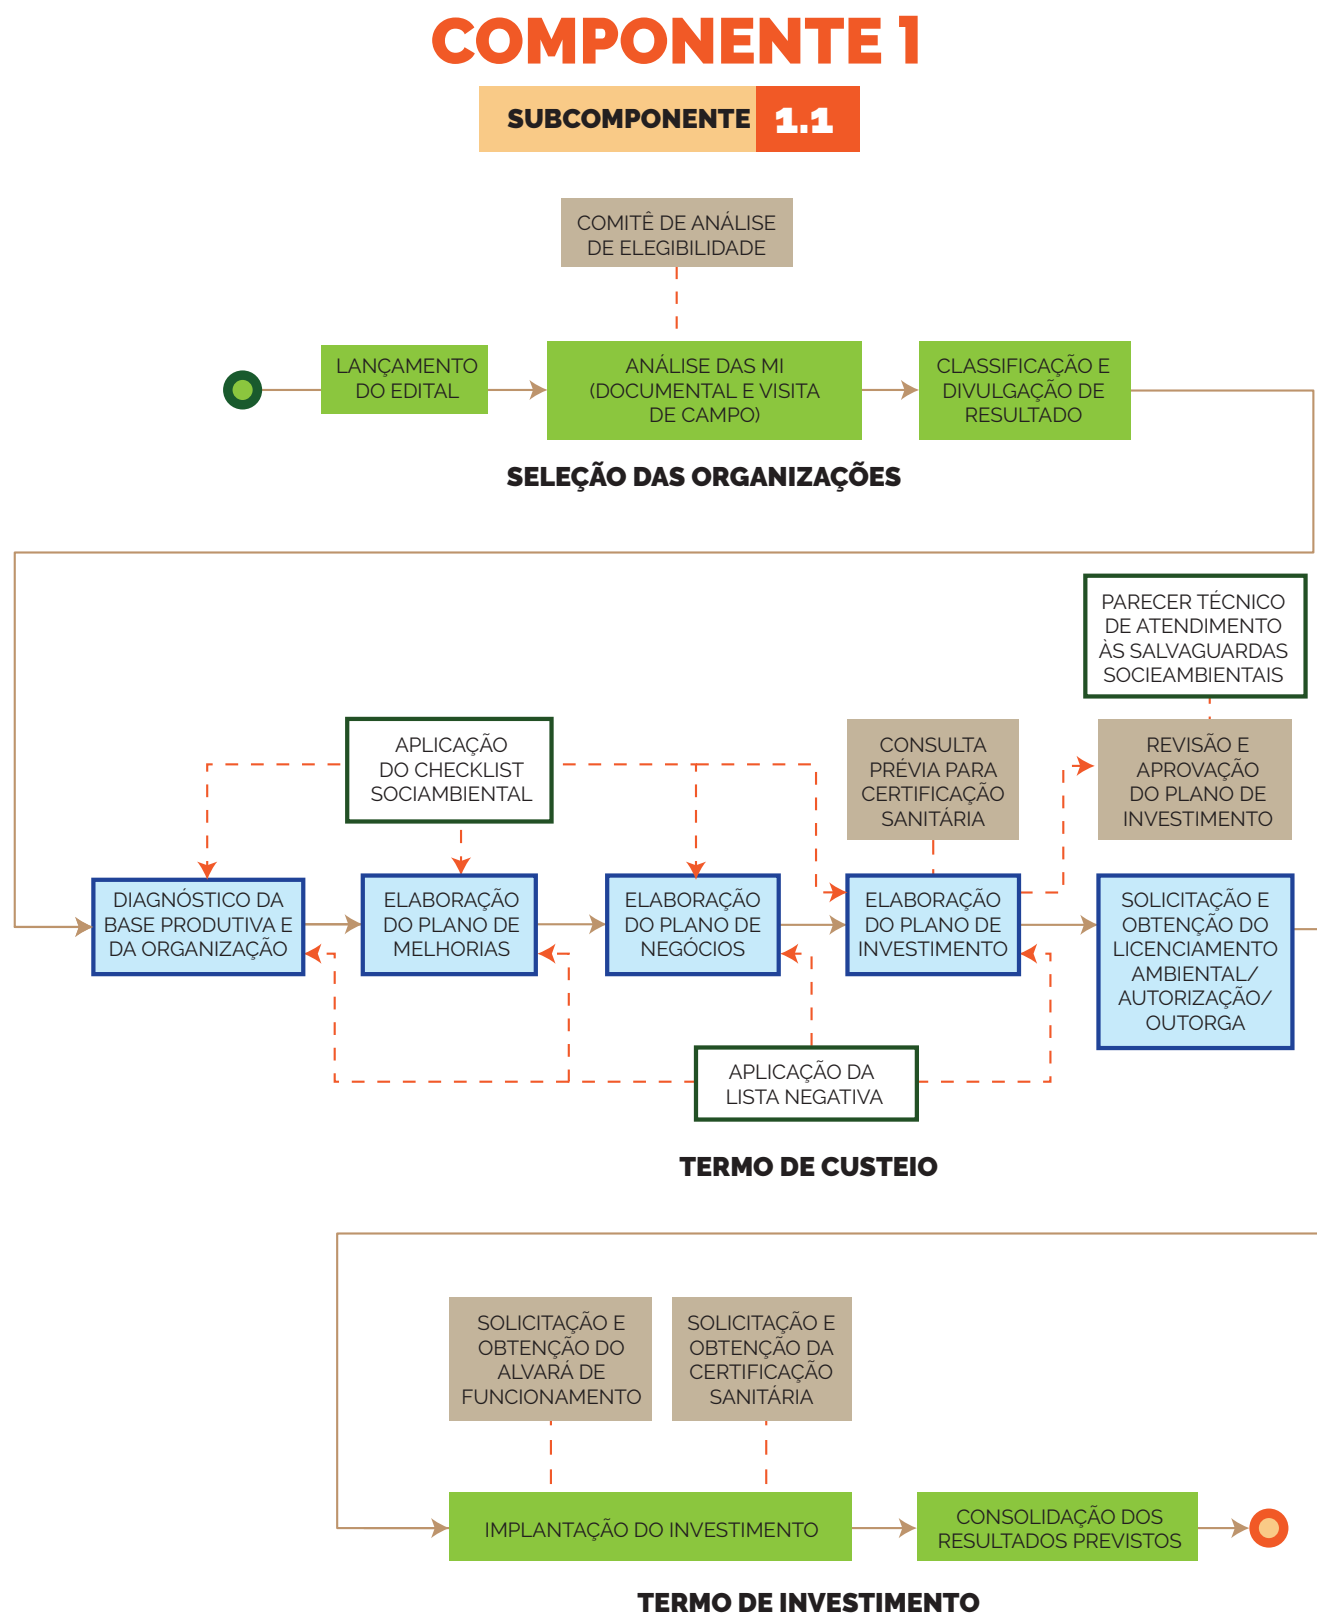 COMPONENTE 1
SUBCOMPONENTE 1.1
COMITÊ DE ANÁLISE
DE ELEGIBILIDADE
LANÇAMENTO
DO EDITAL
ANÁLISE DAS MI
(DOCUMENTAL E VISITA
DE CAMPO)
CLASSIFICAÇÃO E
DIVULGAÇÃO DE
RESULTADO
SELEÇÃO DAS ORGANIZAÇÕES
PARECER TÉCNICO
DE ATENDIMENTO
ÀS SALVAGUARDAS
SOCIEAMBIENTAIS
APLICAÇÃO
DO CHECKLIST
SOCIAMBIENTAL
CONSULTA
PRÉVIA PARA
CERTIFICAÇÃO
SANITÁRIA
REVISÃO E
APROVAÇÃO
DO PLANO DE
INVESTIMENTO
DIAGNÓSTICO DA
BASE PRODUTIVA E
DA ORGANIZAÇÃO
ELABORAÇÃO
DO PLANO DE
MELHORIAS
ELABORAÇÃO
DO PLANO DE
NEGÓCIOS
ELABORAÇÃO
DO PLANO DE
INVESTIMENTO
SOLICITAÇÃO E
OBTENÇÃO DO
LICENCIAMENTO
AMBIENTAL/
AUTORIZAÇÃO/
OUTORGA
APLICAÇÃO DA
LISTA NEGATIVA
TERMO DE CUSTEIO
SOLICITAÇÃO E
OBTENÇÃO DO
ALVARÁ DE
FUNCIONAMENTO
SOLICITAÇÃO E
OBTENÇÃO DA
CERTIFICAÇÃO
SANITÁRIA
IMPLANTAÇÃO DO INVESTIMENTO
CONSOLIDAÇÃO DOS
RESULTADOS PREVISTOS
TERMO DE INVESTIMENTO